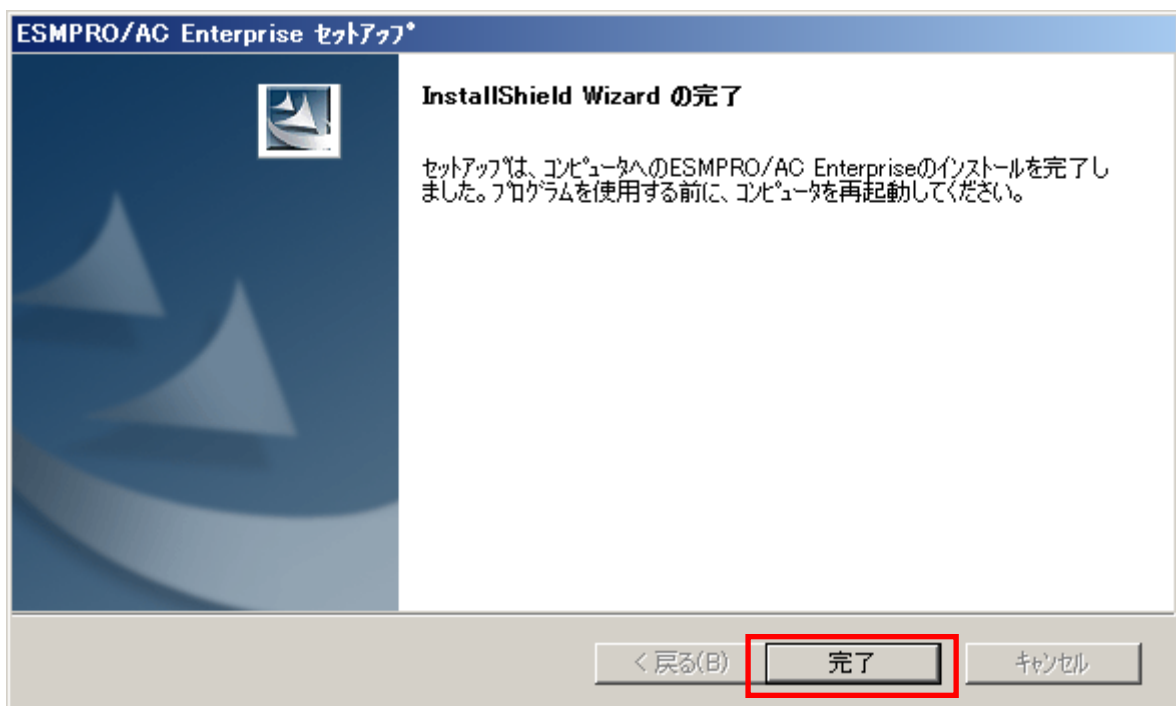 ESMPRO/AC Enterprise ｾｯﾄｱｯﾌﾟ
InstallShield Wizard の完了
ｾｯﾄｱｯﾌﾟは、ｺﾝﾋﾟｭｰﾀへのESMPRO/AC Enterpriseのｲﾝｽﾄｰﾙを完了し
ました。ﾌﾟﾛｸﾞﾗﾑを使用する前に、ｺﾝﾋﾟｭｰﾀを再起動してください。
< 戻る(B)
完了
ｷｬﾝｾﾙ